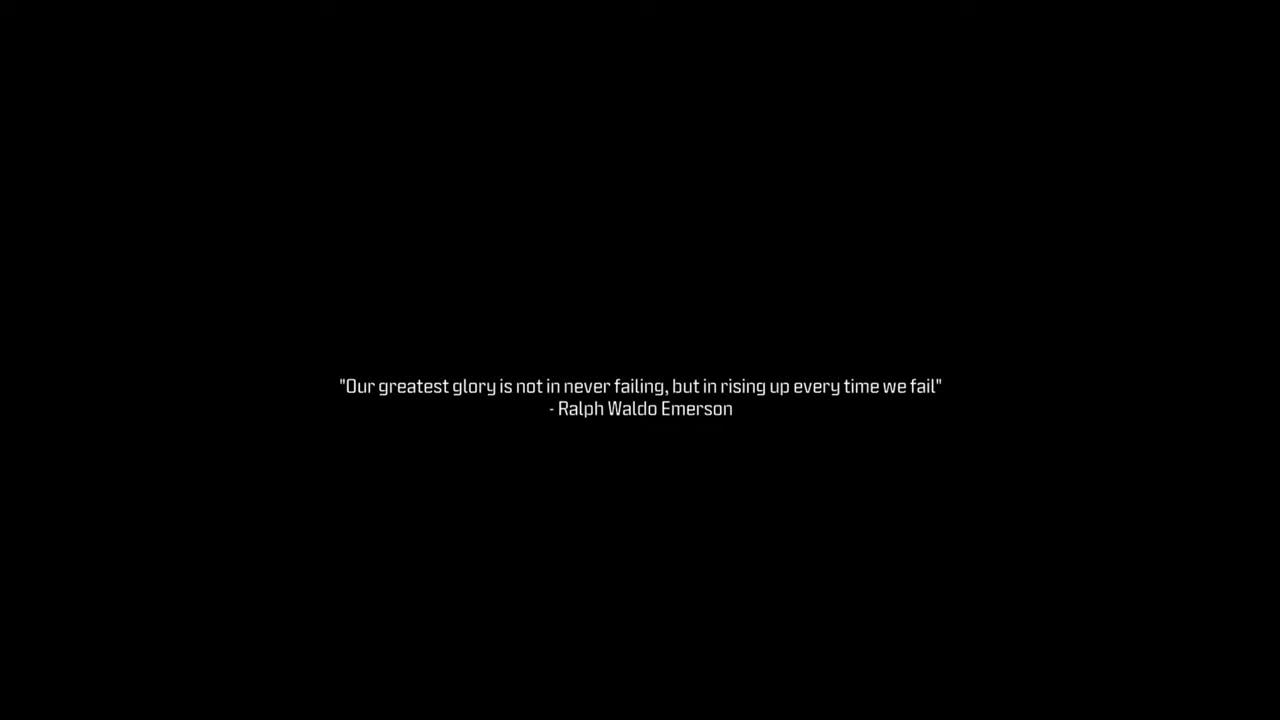 "Our greatest glory is not in never failing, but in rising up every time we fail"
- Ralph Waldo Emerson